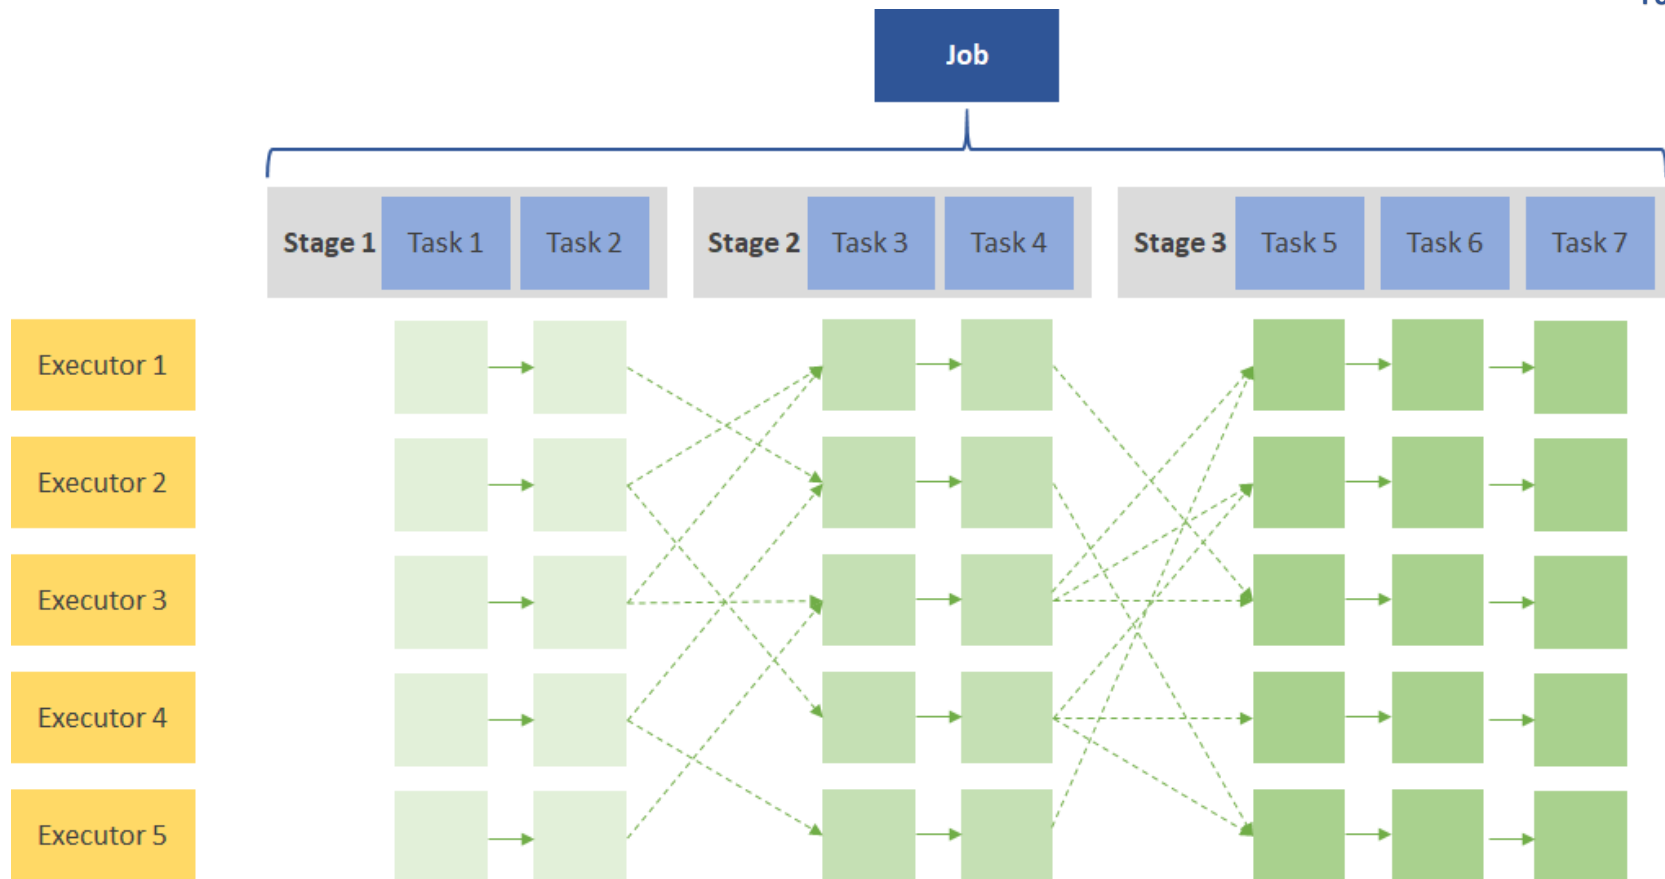 Job
Stage 1 Task 1 Task 2 Stage 2 Task 3 Task 4 Stage 3 Task 5 Task 6 Task 7
Executor 1
Executor 2
Executor 3
Executor 4
Executor 5